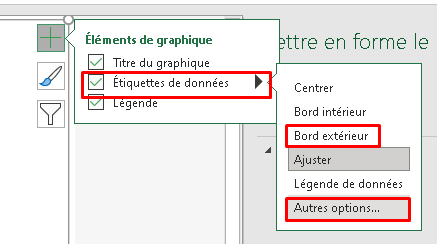 Éléments de graphique
Titre du graphique
Étiquettes de données
Légende
ettre en forme le
Centrer
Bord intérieur
Bord extérieur
Ajuster
Légende de données
Autres options...